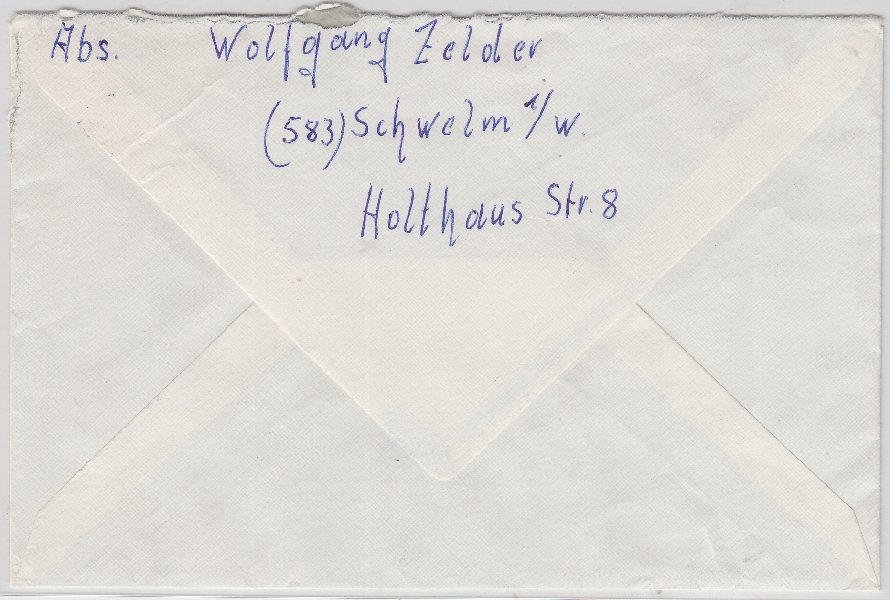 Abs. Wolfgang Zelder
(583) Schwelm i/W.
Holthaus Str. 8